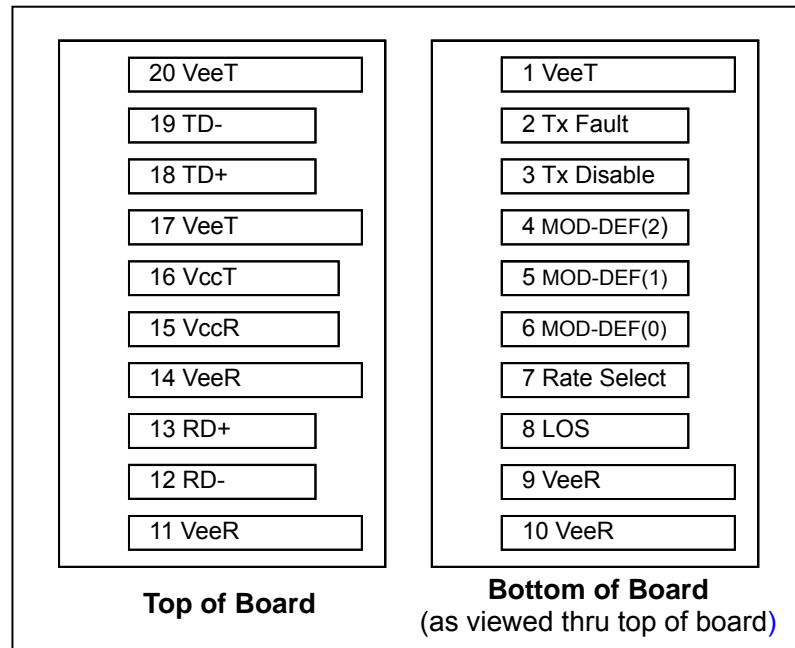 20 VeeT
19 TD-
18 TD+
17 VeeT
16 VccT
15 VccR
14 VeeR
13 RD+
12 RD-
11 VeeR
Top of Board
1 VeeT
2 Tx Fault
3 Tx Disable
4 MOD-DEF(2)
5 MOD-DEF(1)
6 MOD-DEF(0)
7 Rate Select
8 LOS
9 VeeR
10 VeeR
Bottom of Board
(as viewed thru top of board)